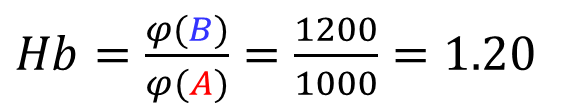 Hb = φ(B)/φ(A) = 1200/1000 = 1.20